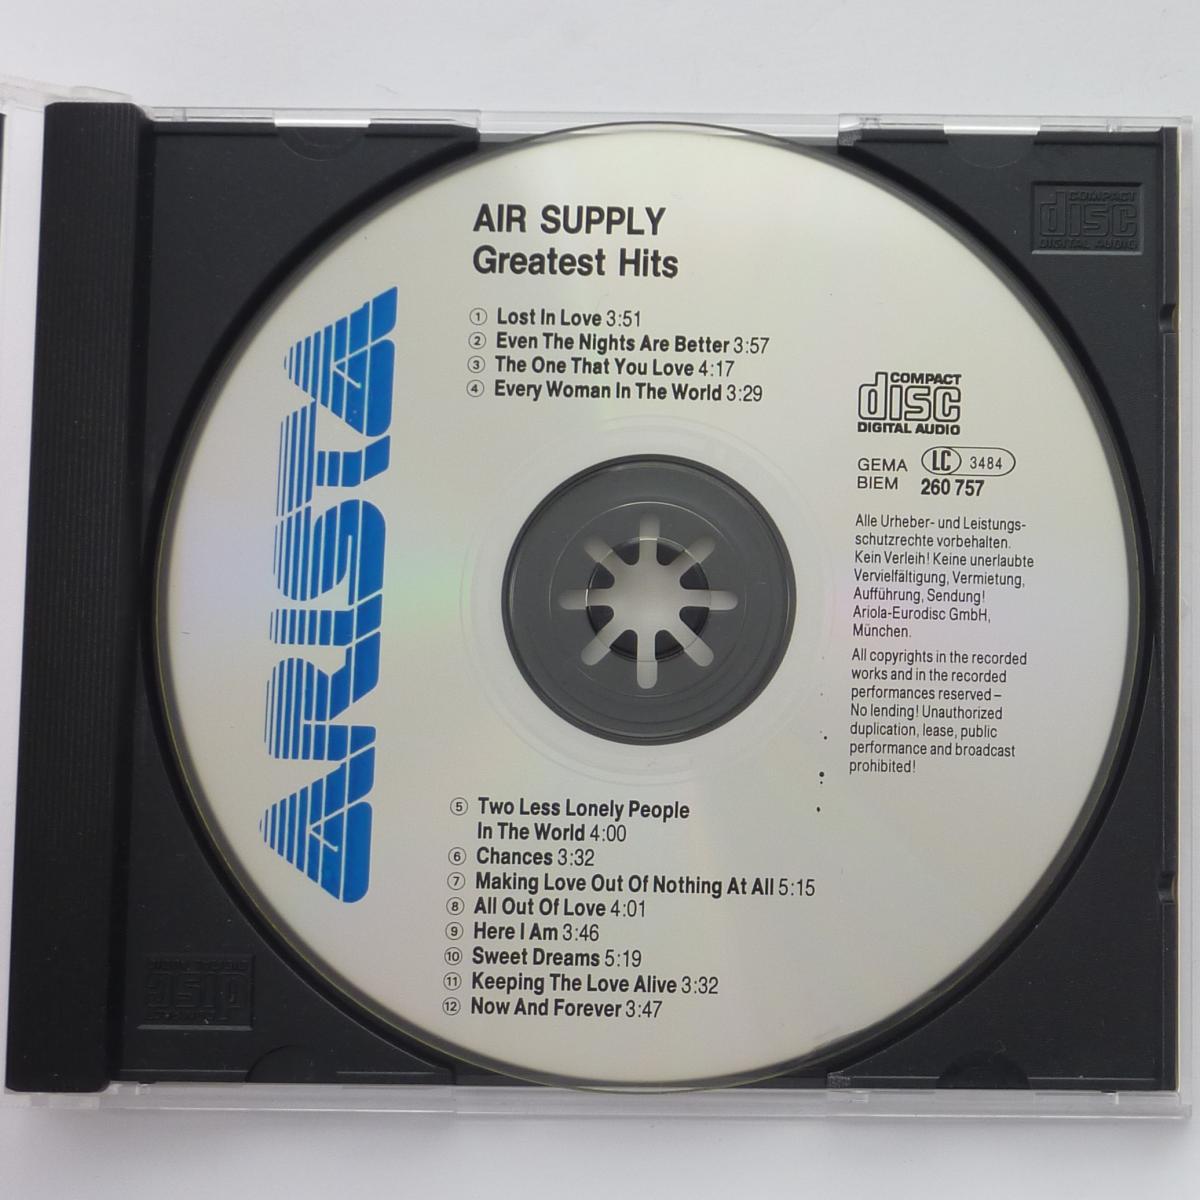 AIR SUPPLY
Greatest Hits
① Lost In Love 3:51
② Even The Nights Are Better 3:57
③ The One That You Love 4:17
④ Every Woman In The World 3:29
ARISTA
COMPACT
disc
DIGITAL AUDIO
COMPACT
disc
DIGITAL AUDIO
GEMA
BIEM
LC 3484
260 757
Alle Urheber- und Leistungs-
schutzrechte vorbehalten.
Kein Verleih! Keine unerlaubte
Vervielfältigung, Vermietung,
Aufführung, Sendung!
Ariola-Eurodisc GmbH,
München.
All copyrights in the recorded
works and in the recorded
performances reserved –
No lending! Unauthorized
duplication, lease, public
performance and broadcast
prohibited!
⑤ Two Less Lonely People
In The World 4:00
⑥ Chances 3:32
⑦ Making Love Out Of Nothing At All 5:15
⑧ All Out Of Love 4:01
⑨ Here I Am 3:46
⑩ Sweet Dreams 5:19
⑪ Keeping The Love Alive 3:32
⑫ Now And Forever 3:47
COMPACT
disc
DIGITAL AUDIO